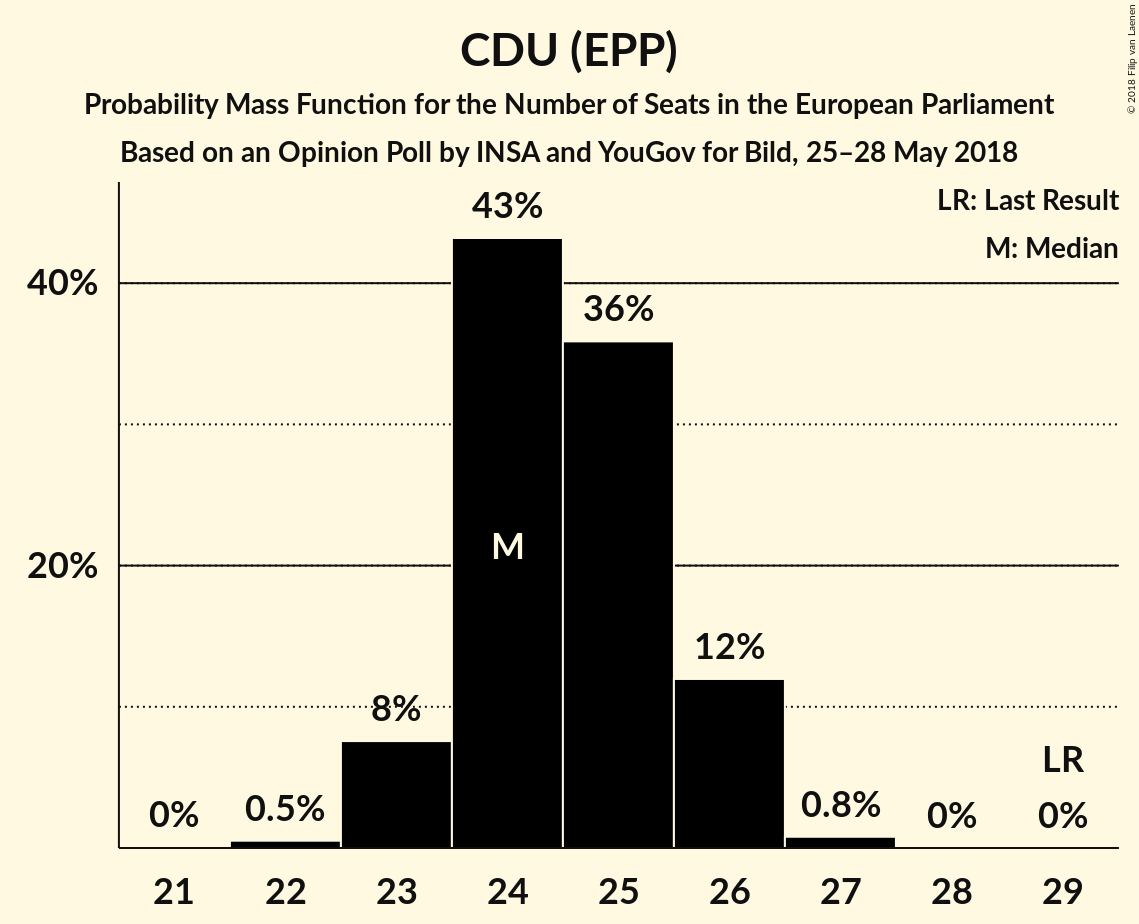 CDU (EPP)
Probability Mass Function for the Number of Seats in the European Parliament
Based on an Opinion Poll by INSA and YouGov for Bild, 25–28 May 2018
© 2018 Filip van Laenen
LR: Last Result
M: Median
43%
40%
36%
M
20%
12%
8%
LR
0%
0.5%
0.8%
0%
0%
21 22 23 24 25 26 27 28 29